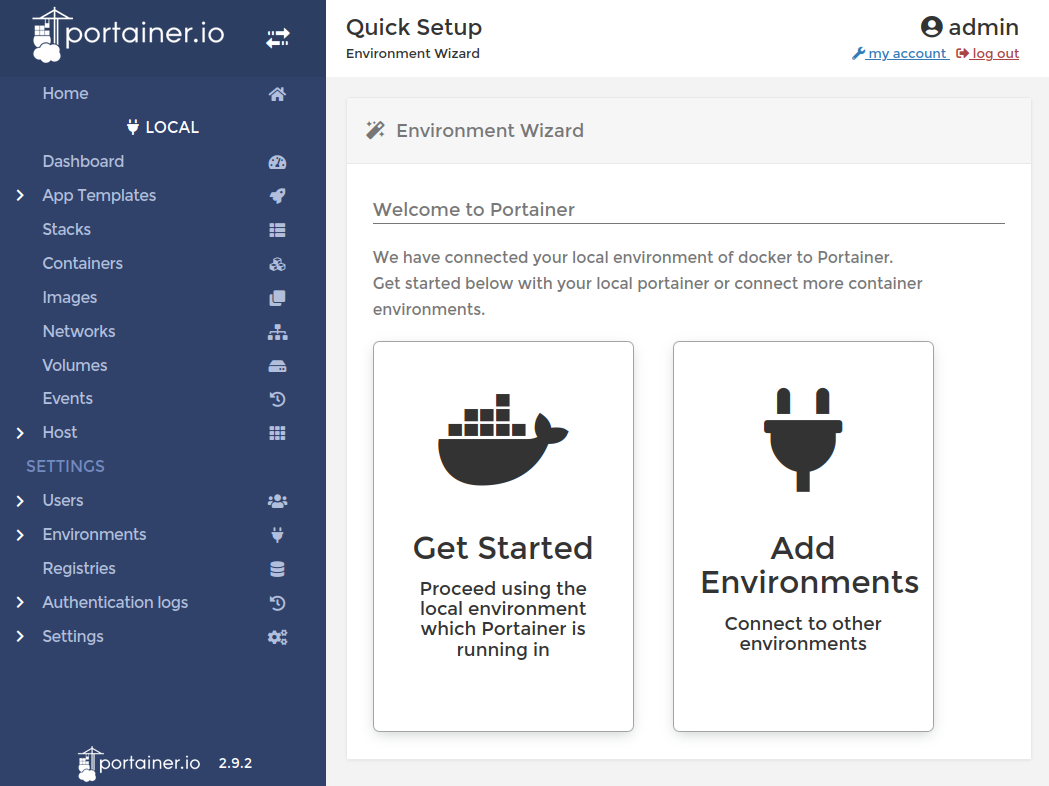 portainer.io
Home
LOCAL
Dashboard
App Templates
Stacks
Containers
Images
Networks
Volumes
Events
Host
SETTINGS
Users
Environments
Registries
Authentication logs
Settings
portainer.io 2.9.2
Quick Setup
Environment Wizard
admin
my account log out
Environment Wizard
Welcome to Portainer
We have connected your local environment of docker to Portainer.
Get started below with your local portainer or connect more container
environments.
Get Started
Proceed using the
local environment
which Portainer is
running in
Add
Environments
Connect to other
environments